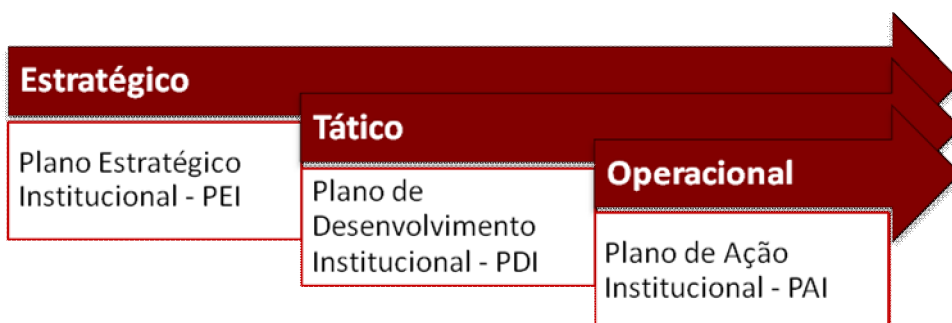 Estratégico
Plano Estratégico
Institucional - PEI
Tático
Plano de
Desenvolvimento
Institucional - PDI
Operacional
Plano de Ação
Institucional - PAI